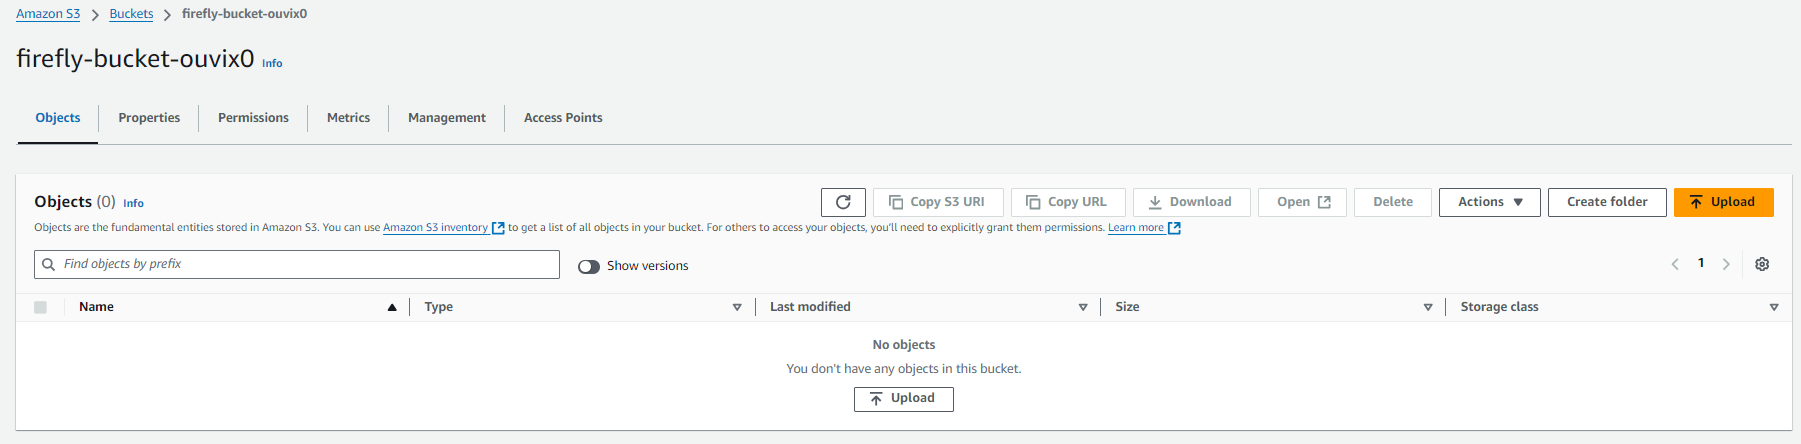 Amazon S3 > Buckets > firefly-bucket-ouvix0
firefly-bucket-ouvix0 Info
Objects Properties Permissions Metrics Management Access Points
Objects (0) Info Copy S3 URI Copy URL Download Open Delete Actions Create folder Upload
Objects are the fundamental entities stored in Amazon S3. You can use Amazon S3 inventory to get a list of all objects in your bucket. For others to access your objects, you'll need to explicitly grant them permissions. Learn more
Find objects by prefix Show versions 1
Name Type Last modified Size Storage class
No objects
You don't have any objects in this bucket.
Upload